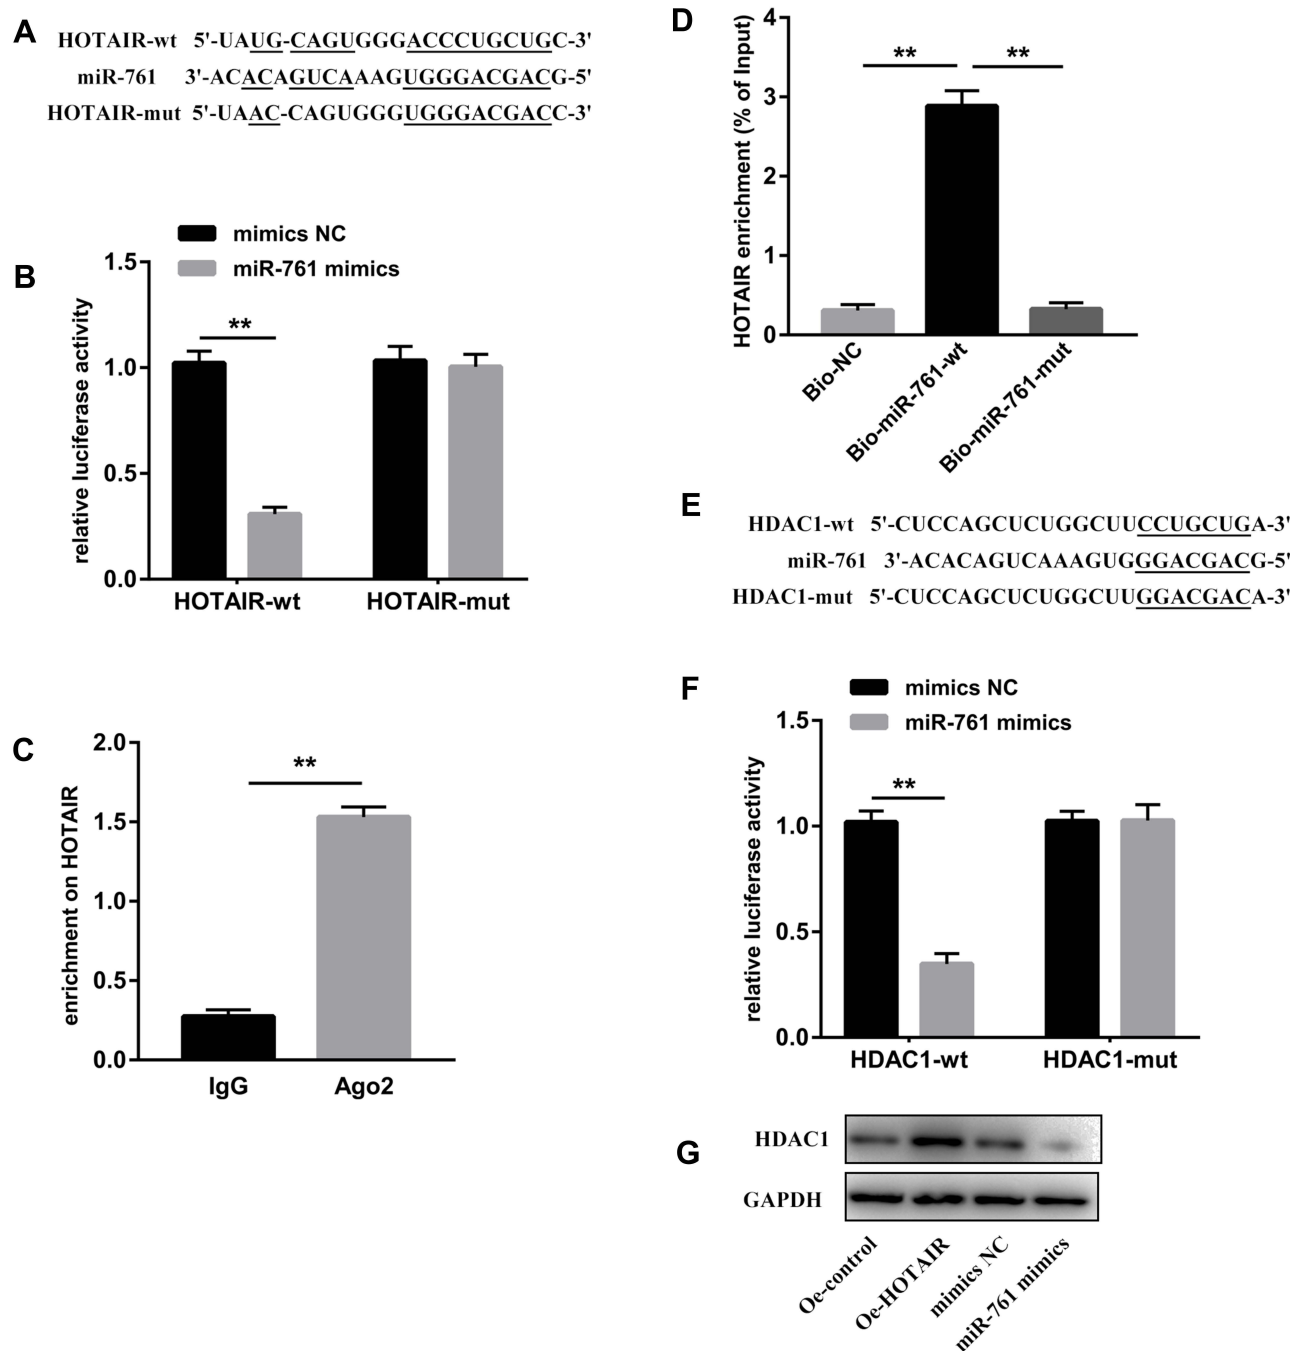 A
HOTAIR-wt 5'-UAUG-CAGUGGGACCCUGCUGC-3'
miR-761 3'-ACACAGUCAAAGUGGGACGACG-5'
HOTAIR-mut 5'-UAAC-CAGUGGGUGGGACGACC-3'
B
mimics NC
miR-761 mimics
relative luciferase activity
1.5
1.0
0.5
0.0
**
HOTAIR-wt HOTAIR-mut
C
enrichment on HOTAIR
2.0
1.5
1.0
0.5
0.0
**
IgG Ago2
D
HOTAIR enrichment (% of Input)
4
3
2
1
0
** **
Bio-NC
Bio-miR-761-wt
Bio-miR-761-mut
E
HDAC1-wt 5'-CUCCAGCUCUGGCUUCCUGCUGA-3'
miR-761 3'-ACACAGUCAAAGUGGGACGACG-5'
HDAC1-mut 5'-CUCCAGCUCUGGCUUGGACGACA-3'
F
mimics NC
miR-761 mimics
relative luciferase activity
1.5
1.0
0.5
0.0
**
HDAC1-wt HDAC1-mut
G
HDAC1
GAPDH
Oe-control
Oe-HOTAIR
mimics NC
miR-761 mimics